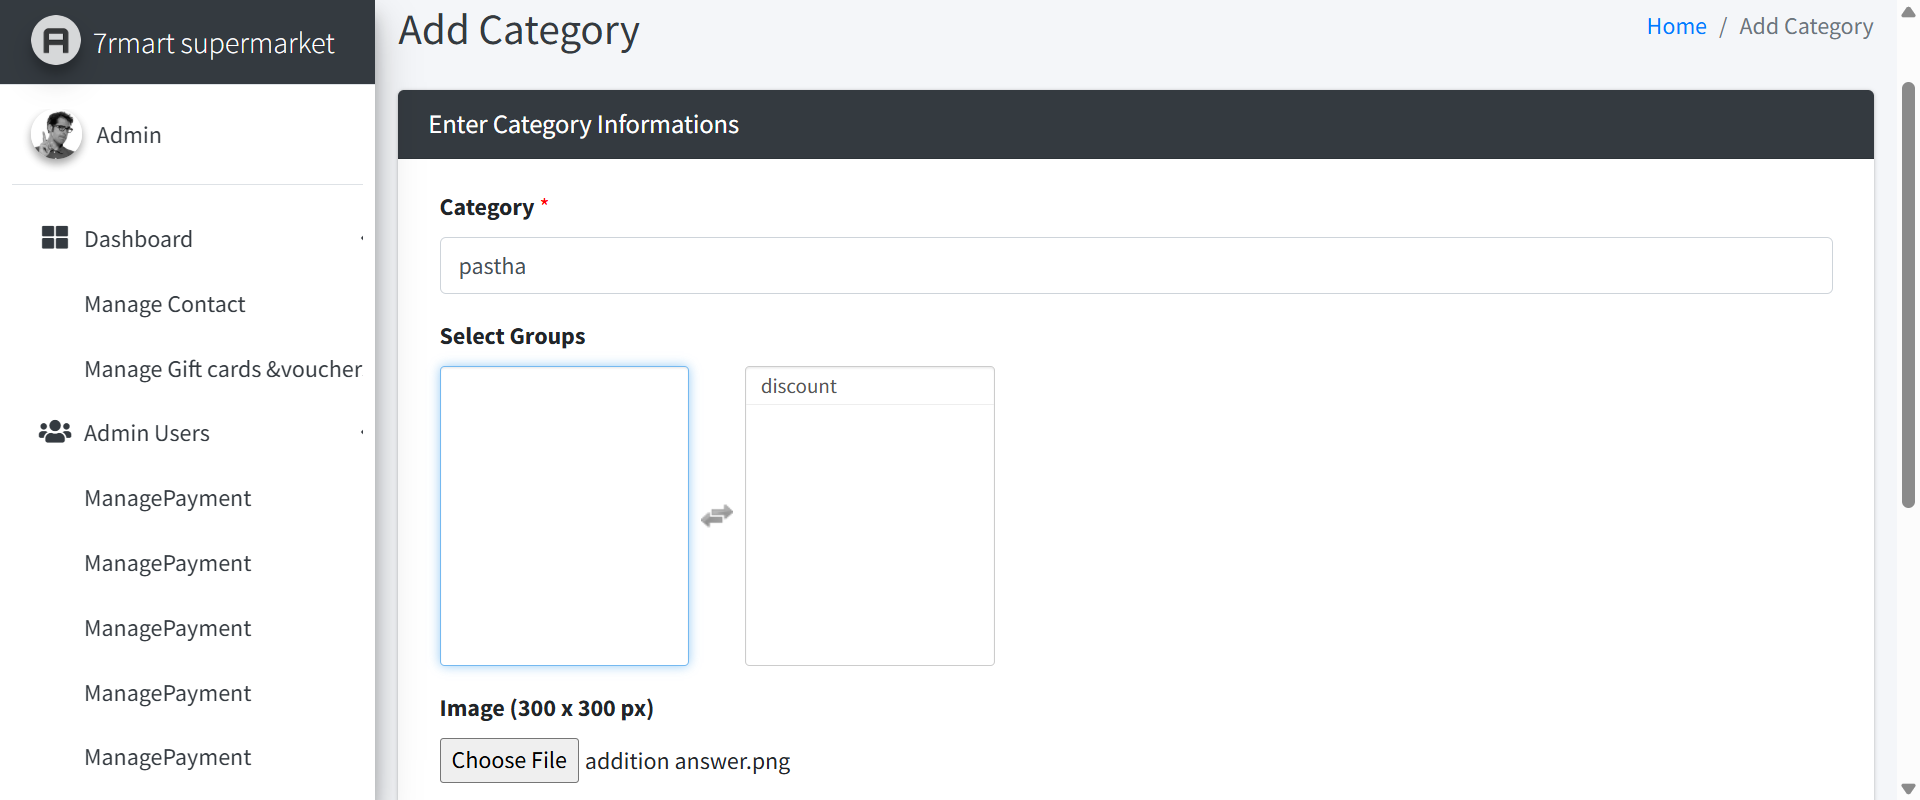 7rmart supermarket
Admin
Dashboard
Manage Contact
Manage Gift cards &voucher
Admin Users
ManagePayment
ManagePayment
ManagePayment
ManagePayment
ManagePayment
Add Category
Home / Add Category
Enter Category Informations
Category *
pastha
Select Groups
discount
Image (300 x 300 px)
Choose File addition answer.png